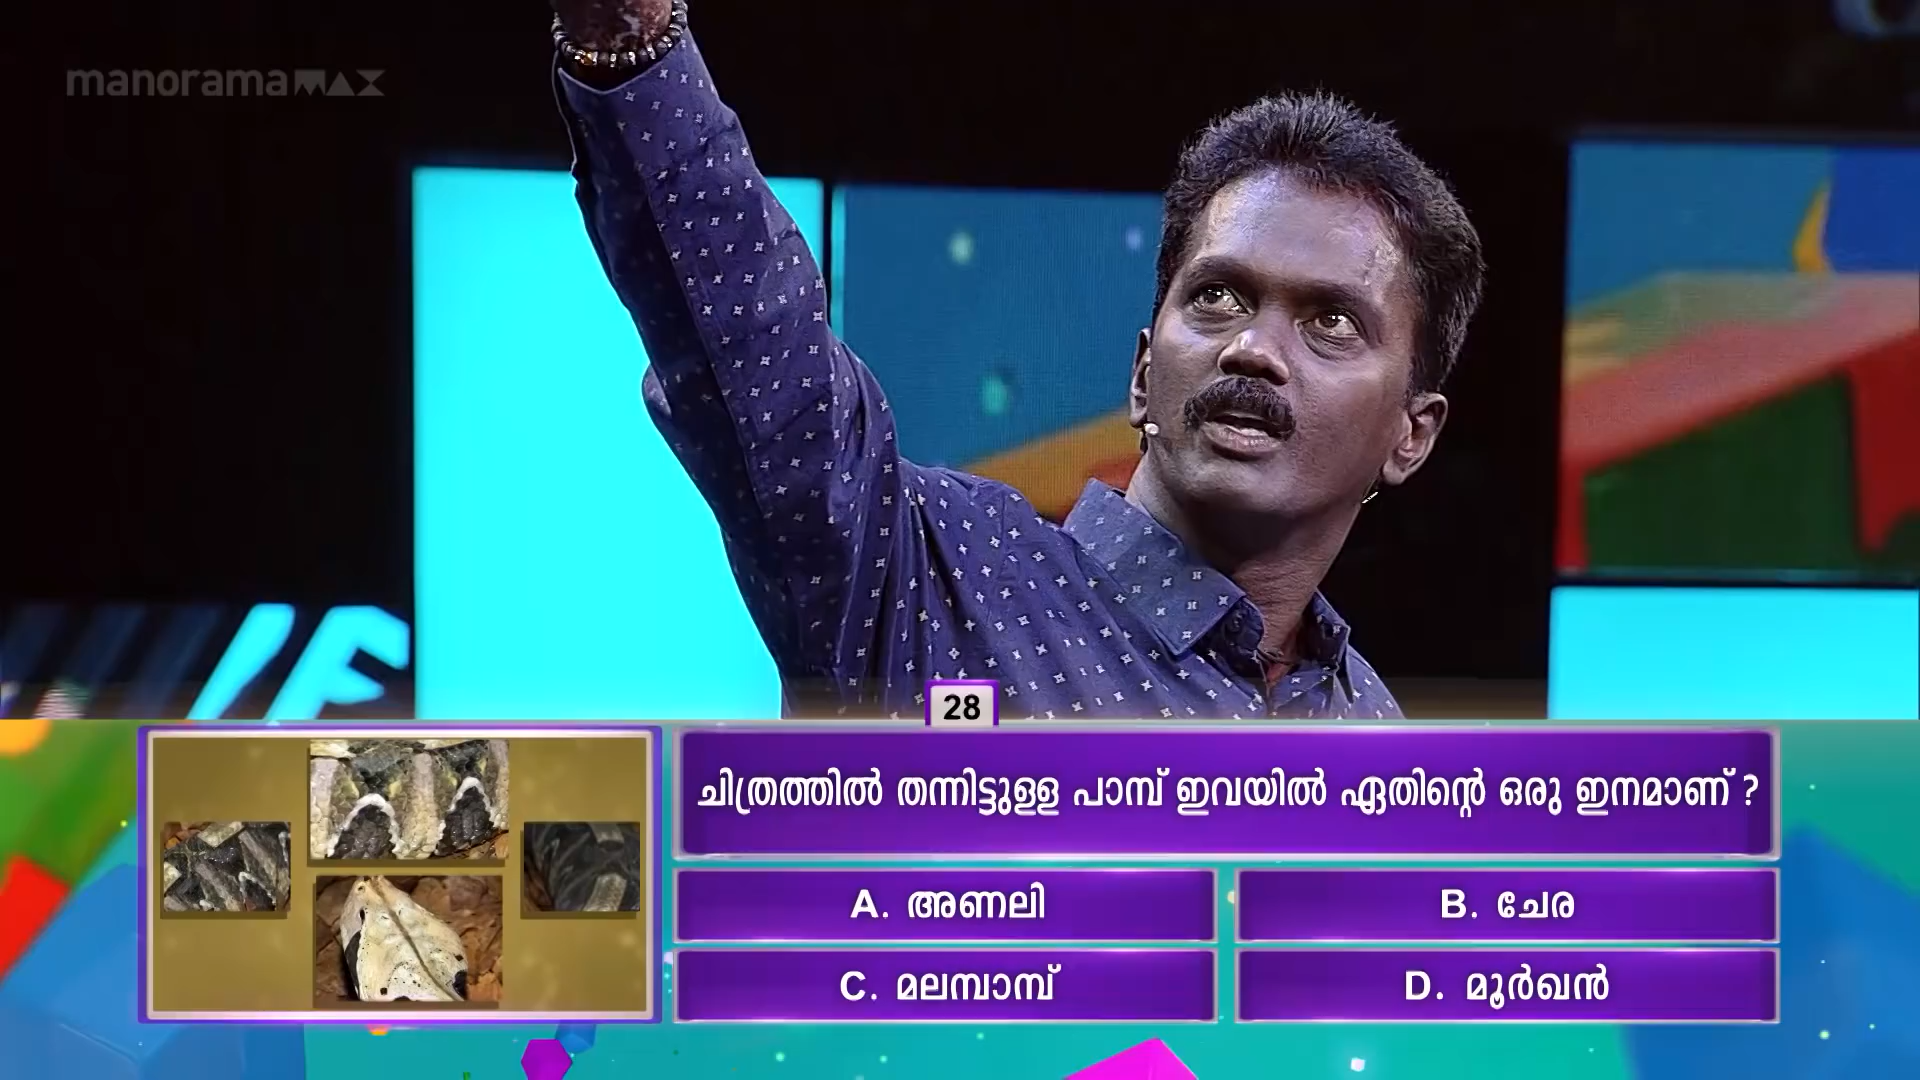 manoramaMAX
28
ചിത്രത്തിൽ തന്നിട്ടുള്ള പാമ്പ് ഇവയിൽ ഏതിന്റെ ഒരു ഇനമാണ് ?
A. അണലി
B. ചേര
C. മലമ്പാമ്പ്
D. മൂർഖൻ